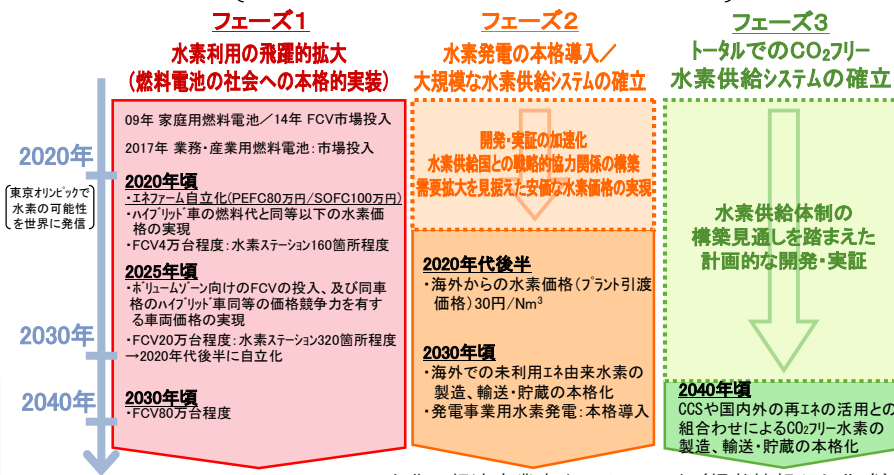 フェーズ1
水素利用の飛躍的拡大
(燃料電池の社会への本格的実装)
フェーズ2
水素発電の本格導入／
大規模な水素供給システムの確立
フェーズ3
トータルでのCO₂フリー
水素供給システムの確立
2020年
東京オリンピックで
水素の可能性
を世界に発信
2030年
2040年
09年 家庭用燃料電池／14年 FCV市場投入
2017年 業務・産業用燃料電池：市場投入
2020年頃
・エネファーム自立化(PEFC80万円/SOFC100万円)
・ハイブリッド車の燃料代と同等以下の水素価
格の実現
・FCV4万台程度：水素ステーション160箇所程度
2025年頃
・ボリュームゾーン向けのFCVの投入、及び同車
格のハイブリッド車同等の価格競争力を有す
る車両価格の実現
・FCV20万台程度：水素ステーション320箇所程度
→2020年代後半に自立化
2030年頃
・FCV80万台程度
開発・実証の加速化
水素供給国との戦略的協力関係の構築
需要拡大を見据えた安価な水素価格の実現
2020年代後半
・海外からの水素価格（プラント引渡
価格）30円/Nm³
2030年頃
・海外での未利用エネ由来水素の
製造、輸送・貯蔵の本格化
・発電事業用水素発電：本格導入
水素供給体制の
構築見通しを踏まえた
計画的な開発・実証
2040年頃
CCSや国内外の再エネの活用との
組合わせによるCO₂フリー水素の
製造、輸送・貯蔵の本格化